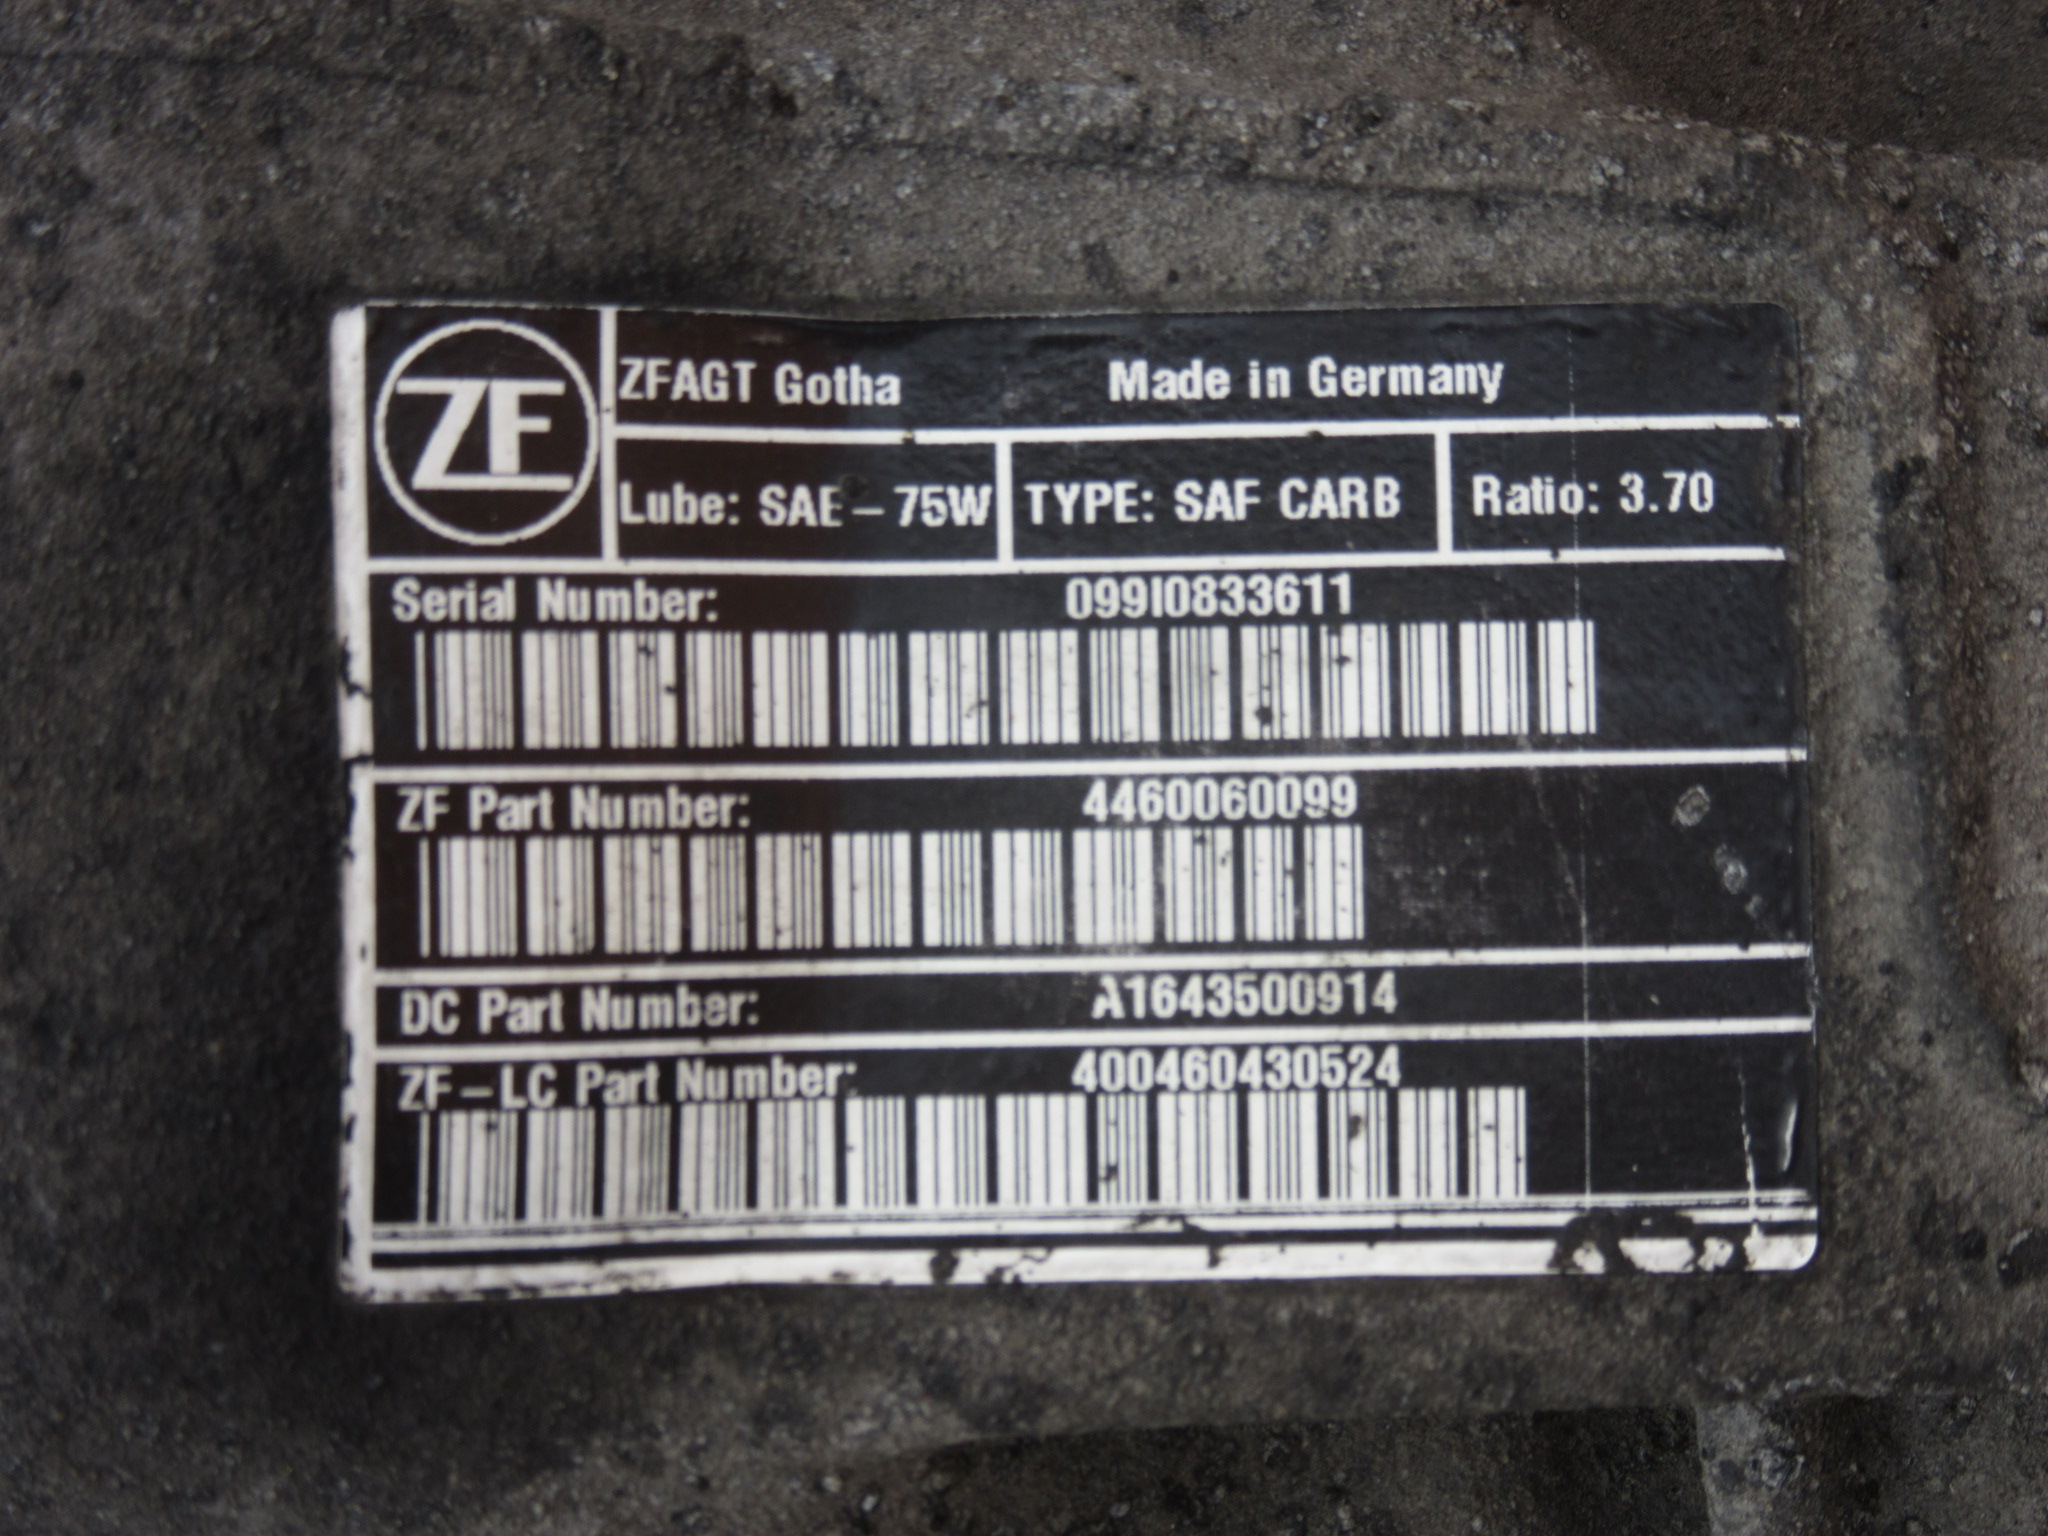 ZF
ZFAGT Gotha Made in Germany
Lube: SAE-75W TYPE: SAF CARB Ratio: 3.70
Serial Number: 099I0833611
ZF Part Number: 4460060099
DC Part Number: A1643500914
ZF-LC Part Number: 400460430524